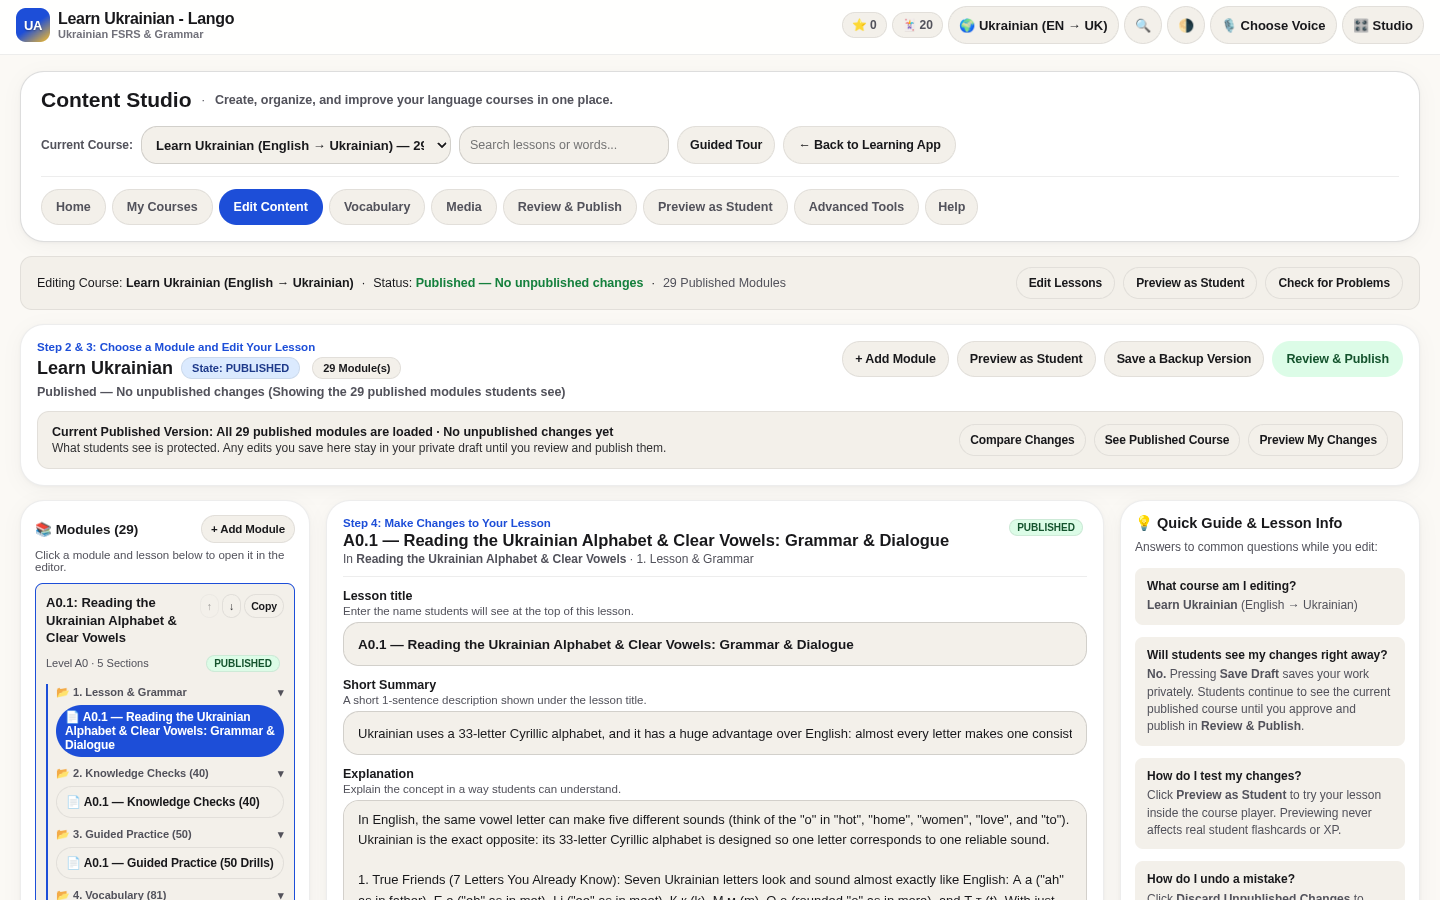 UA
Learn Ukrainian - Lango
Ukrainian FSRS & Grammar
⭐ 0
🃏 20
🌍 Ukrainian (EN → UK)
🔍
🌗
🎙️ Choose Voice
🎛️ Studio
Content Studio · Create, organize, and improve your language courses in one place.
Current Course:
Learn Ukrainian (English → Ukrainian) — 29
Search lessons or words...
Guided Tour
← Back to Learning App
Home
My Courses
Edit Content
Vocabulary
Media
Review & Publish
Preview as Student
Advanced Tools
Help
Editing Course: Learn Ukrainian (English → Ukrainian) · Status: Published — No unpublished changes · 29 Published Modules
Edit Lessons
Preview as Student
Check for Problems
Step 2 & 3: Choose a Module and Edit Your Lesson
Learn Ukrainian
State: PUBLISHED
29 Module(s)
Published — No unpublished changes (Showing the 29 published modules students see)
+ Add Module
Preview as Student
Save a Backup Version
Review & Publish
Current Published Version: All 29 published modules are loaded · No unpublished changes yet
What students see is protected. Any edits you save here stay in your private draft until you review and publish them.
Compare Changes
See Published Course
Preview My Changes
📚 Modules (29)
+ Add Module
Click a module and lesson below to open it in the
editor.
A0.1: Reading the
Ukrainian Alphabet &
Clear Vowels
↑
↓
Copy
Level A0 · 5 Sections
PUBLISHED
📂 1. Lesson & Grammar ▾
📄 A0.1 — Reading the Ukrainian
Alphabet & Clear Vowels: Grammar &
Dialogue
📂 2. Knowledge Checks (40) ▾
📄 A0.1 — Knowledge Checks (40)
📂 3. Guided Practice (50) ▾
📄 A0.1 — Guided Practice (50 Drills)
📂 4. Vocabulary (81) ▾
Step 4: Make Changes to Your Lesson
A0.1 — Reading the Ukrainian Alphabet & Clear Vowels: Grammar & Dialogue
PUBLISHED
In Reading the Ukrainian Alphabet & Clear Vowels · 1. Lesson & Grammar
Lesson title
Enter the name students will see at the top of this lesson.
A0.1 — Reading the Ukrainian Alphabet & Clear Vowels: Grammar & Dialogue
Short Summary
A short 1-sentence description shown under the lesson title.
Ukrainian uses a 33-letter Cyrillic alphabet, and it has a huge advantage over English: almost every letter makes one consist
Explanation
Explain the concept in a way students can understand.
In English, the same vowel letter can make five different sounds (think of the "o" in "hot", "home", "women", "love", and "to").
Ukrainian is the exact opposite: its 33-letter Cyrillic alphabet is designed so one letter corresponds to one reliable sound.
1. True Friends (7 Letters You Already Know): Seven Ukrainian letters look and sound almost exactly like English: А а ("ah"
as in father), Е е ("eh" as in met), І і ("ee" as in meet), К к (k), М м (m), О о (rounded "o" as in more), and Т т (t). With just
💡 Quick Guide & Lesson Info
Answers to common questions while you edit:
What course am I editing?
Learn Ukrainian (English → Ukrainian)
Will students see my changes right away?
No. Pressing Save Draft saves your work
privately. Students continue to see the current
published course until you approve and
publish in Review & Publish.
How do I test my changes?
Click Preview as Student to try your lesson
inside the course player. Previewing never
affects real student flashcards or XP.
How do I undo a mistake?
Click Discard Unpublished Changes to